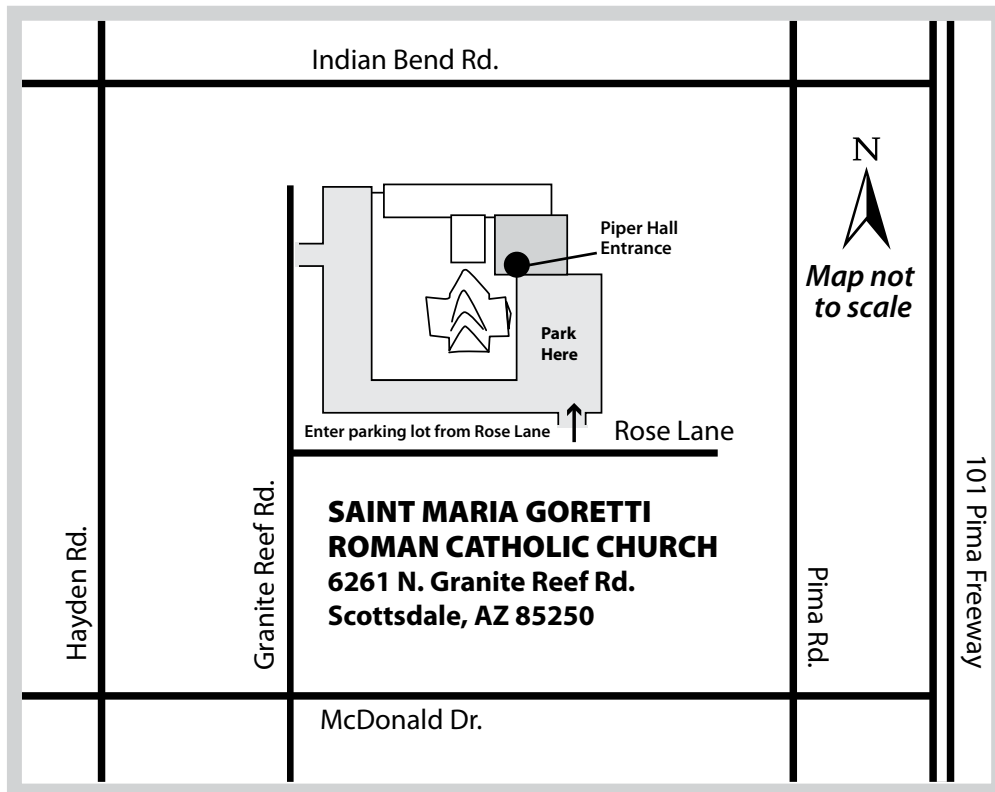 Indian Bend Rd.
N
Map not
to scale
Piper Hall
Entrance
Park
Here
Enter parking lot from Rose Lane
Rose Lane
SAINT MARIA GORETTI
ROMAN CATHOLIC CHURCH
6261 N. Granite Reef Rd.
Scottsdale, AZ 85250
Hayden Rd.
Granite Reef Rd.
Pima Rd.
101 Pima Freeway
McDonald Dr.